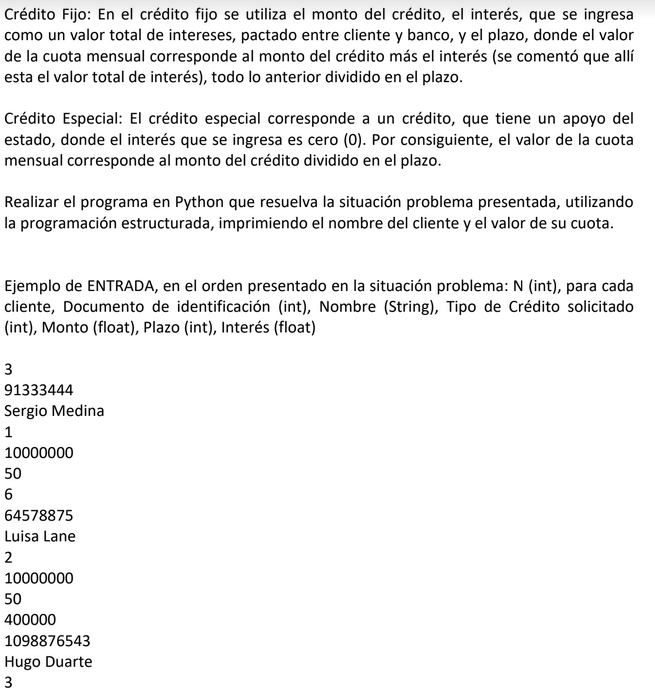 Crédito Fijo: En el crédito fijo se utiliza el monto del crédito, el interés, que se ingresa
como un valor total de intereses, pactado entre cliente y banco, y el plazo, donde el valor
de la cuota mensual corresponde al monto del crédito más el interés (se comentó que allí
esta el valor total de interés), todo lo anterior dividido en el plazo.
Crédito Especial: El crédito especial corresponde a un crédito, que tiene un apoyo del
estado, donde el interés que se ingresa es cero (0). Por consiguiente, el valor de la cuota
mensual corresponde al monto del crédito dividido en el plazo.
Realizar el programa en Python que resuelva la situación problema presentada, utilizando
la programación estructurada, imprimiendo el nombre del cliente y el valor de su cuota.
Ejemplo de ENTRADA, en el orden presentado en la situación problema: N (int), para cada
cliente, Documento de identificación (int), Nombre (String), Tipo de Crédito solicitado
(int), Monto (float), Plazo (int), Interés (float)
3
91333444
Sergio Medina
1
10000000
50
6
64578875
Luisa Lane
2
10000000
50
400000
1098876543
Hugo Duarte
3